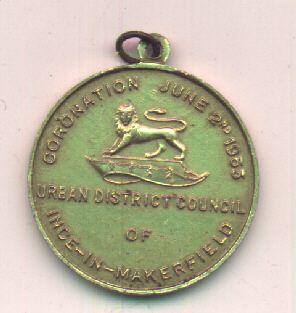 CORONATION JUNE 2ND 1953
URBAN DISTRICT COUNCIL
OF
INCE-IN-MAKERFIELD